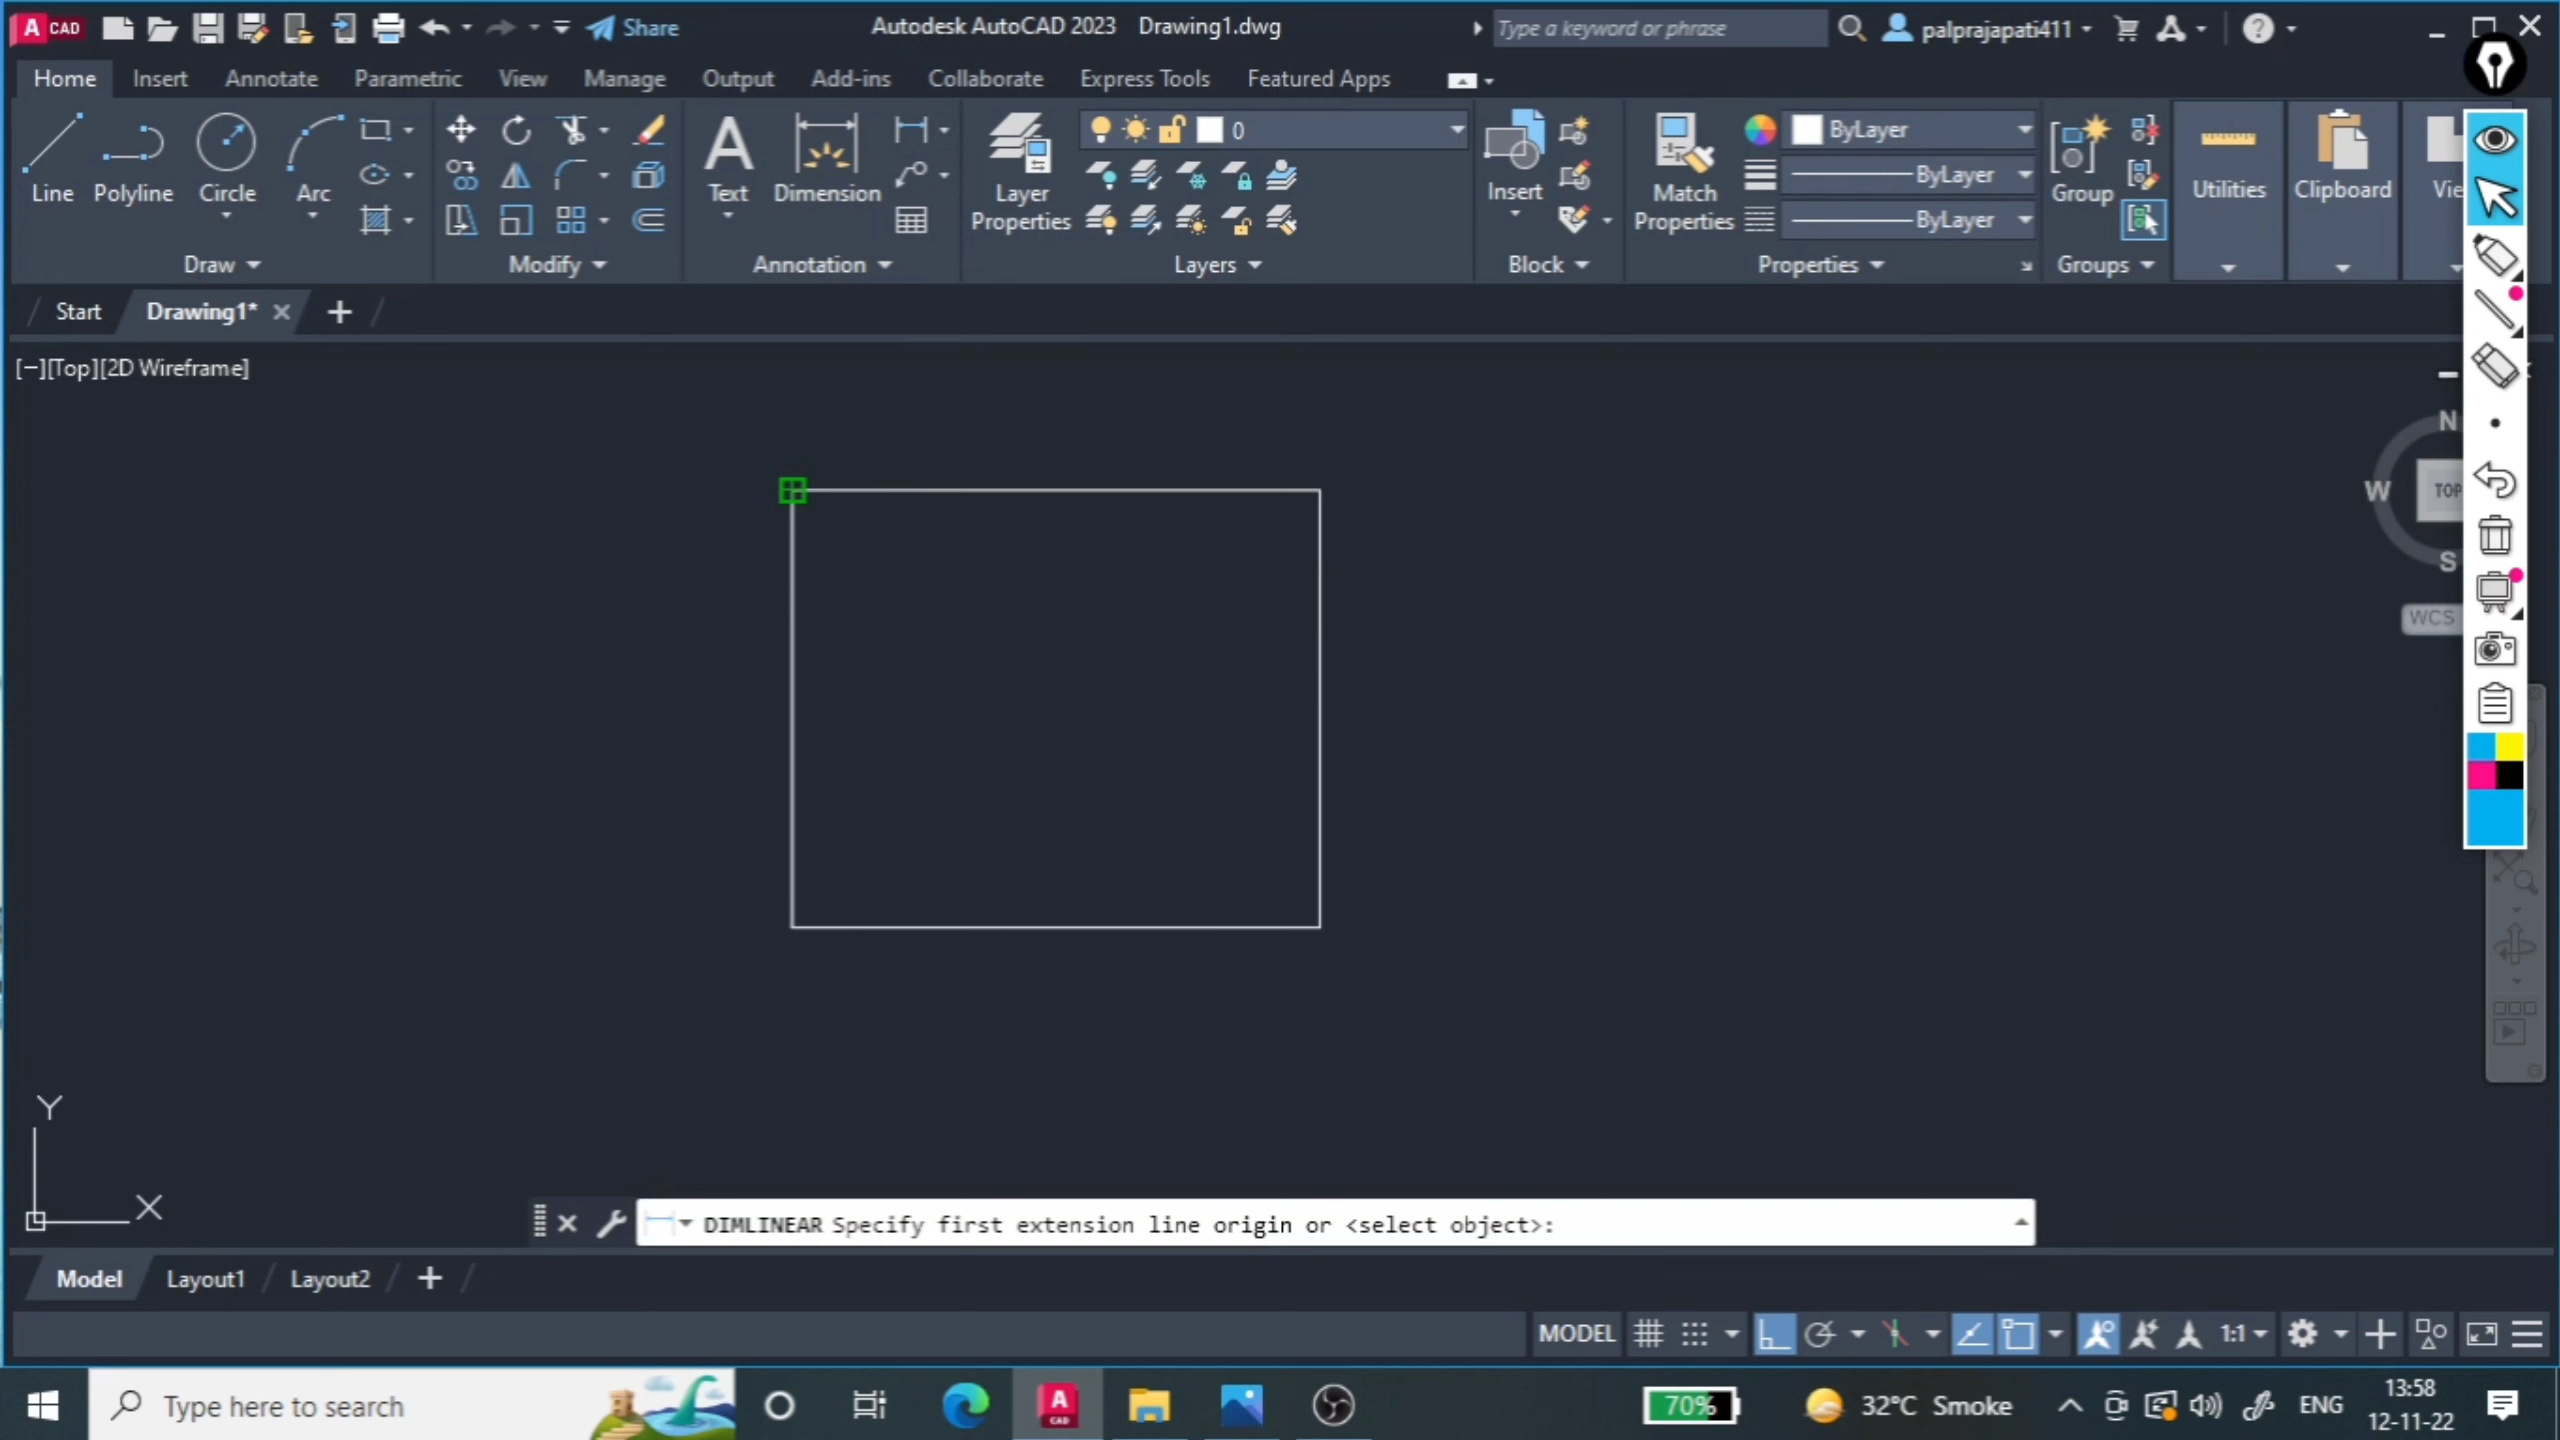 A CAD Share Autodesk AutoCAD 2023 Drawing1.dwg Type a keyword or phrase palprajapati411
Home Insert Annotate Parametric View Manage Output Add-ins Collaborate Express Tools Featured Apps
0 ByLayer
Line Polyline Circle Arc Text Dimension Layer Properties Insert Match Properties ByLayer Group Utilities Clipboard
ByLayer
Draw Modify Annotation Layers Block Properties Groups
Start Drawing1* +
[−][Top][2D Wireframe]
N
W TOP
S
WCS
Y
X
DIMLINEAR Specify first extension line origin or <select object>:
Model Layout1 Layout2 +
MODEL 1:1
Type here to search A CAD 70% 32°C Smoke ENG 13:58
12-11-22